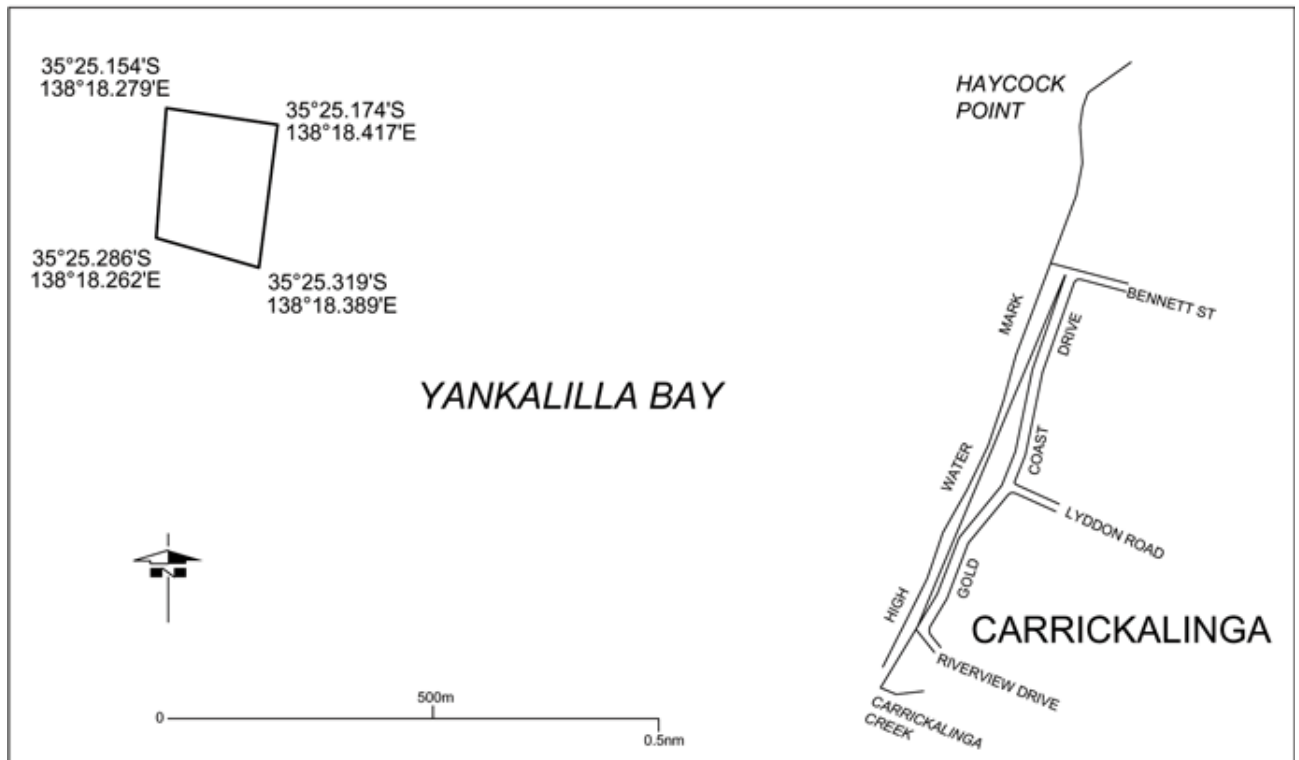 35°25.154'S
138°18.279'E
35°25.174'S
138°18.417'E
35°25.286'S
138°18.262'E
35°25.319'S
138°18.389'E
HAYCOCK
POINT
BENNETT ST
MARK
DRIVE
YANKALILLA BAY
COAST
WATER
LYDDON ROAD
N
GOLD
HIGH
CARRICKALINGA
RIVERVIEW DRIVE
CARRICKALINGA
CREEK
500m
0
0.5nm